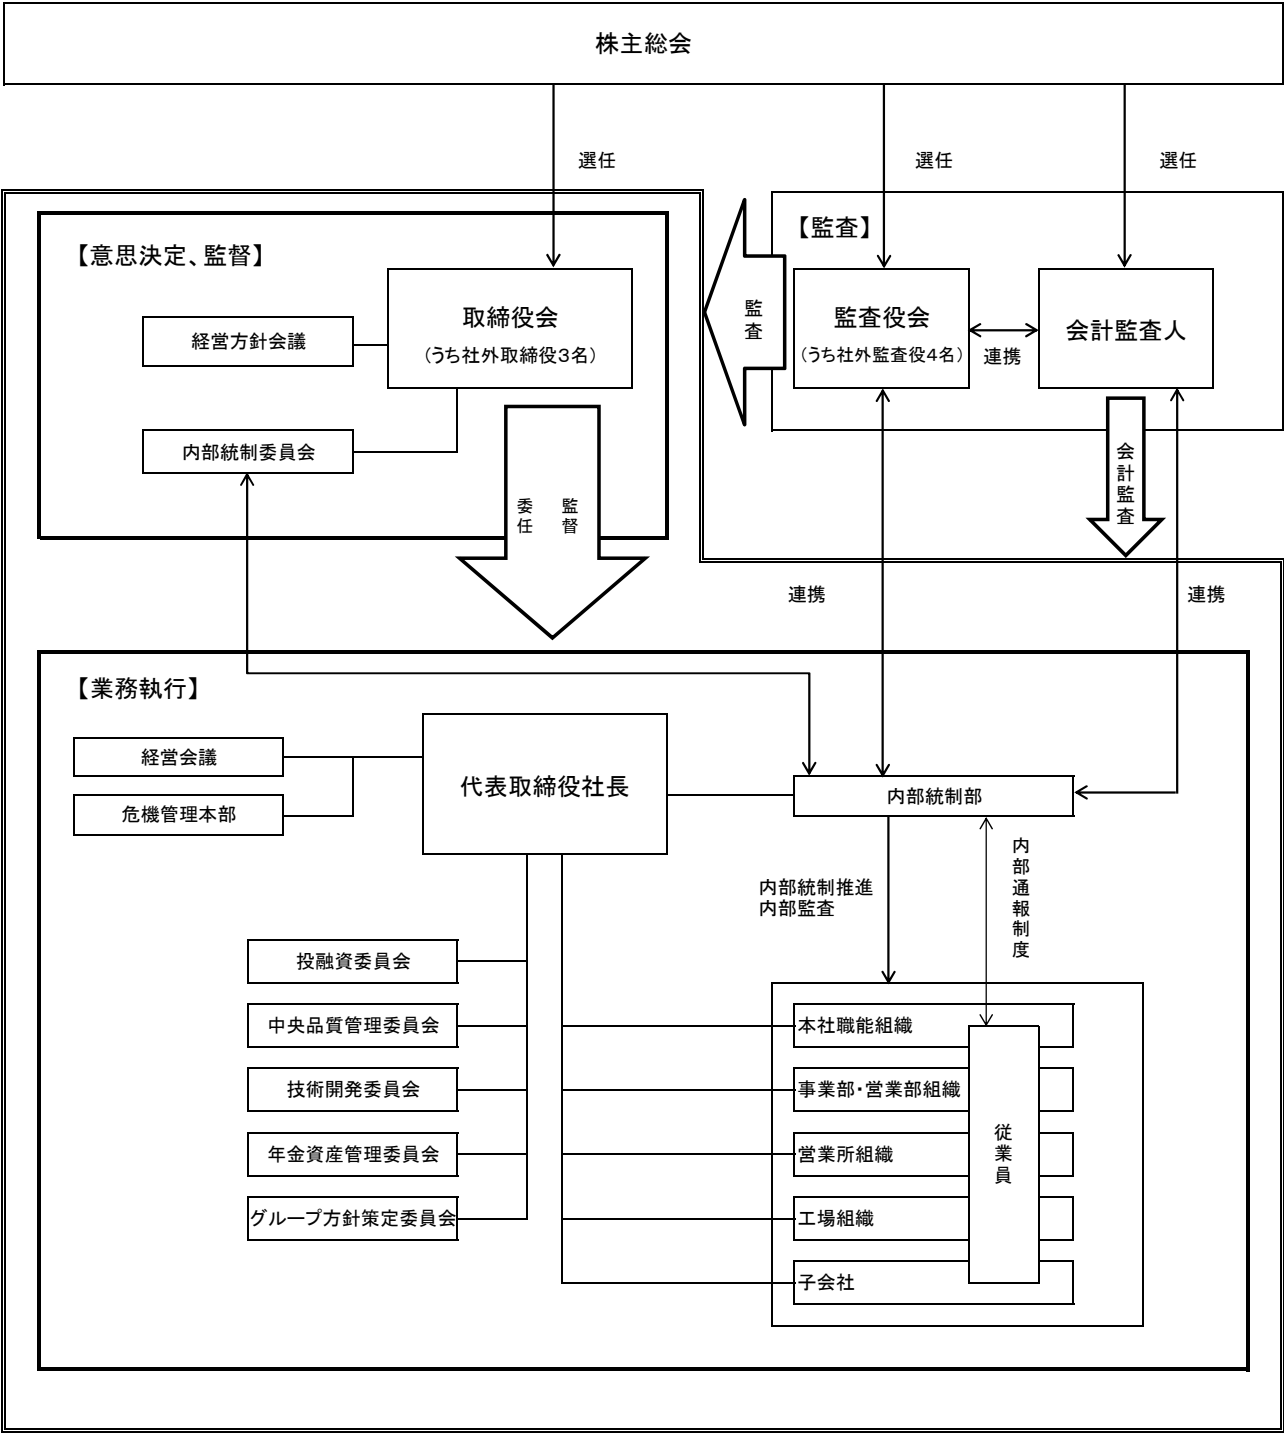 株主総会
選任
選任
選任
【意思決定、監督】
【監査】
取締役会
(うち社外取締役3名)
経営方針会議
内部統制委員会
監査
監査役会
(うち社外監査役4名)
連携
会計監査人
会計監査
委任
監督
連携
連携
【業務執行】
経営会議
危機管理本部
代表取締役社長
内部統制部
内部統制推進
内部監査
内部通報制度
投融資委員会
中央品質管理委員会
技術開発委員会
年金資産管理委員会
グループ方針策定委員会
本社職能組織
事業部・営業部組織
営業所組織
工場組織
子会社
従業員